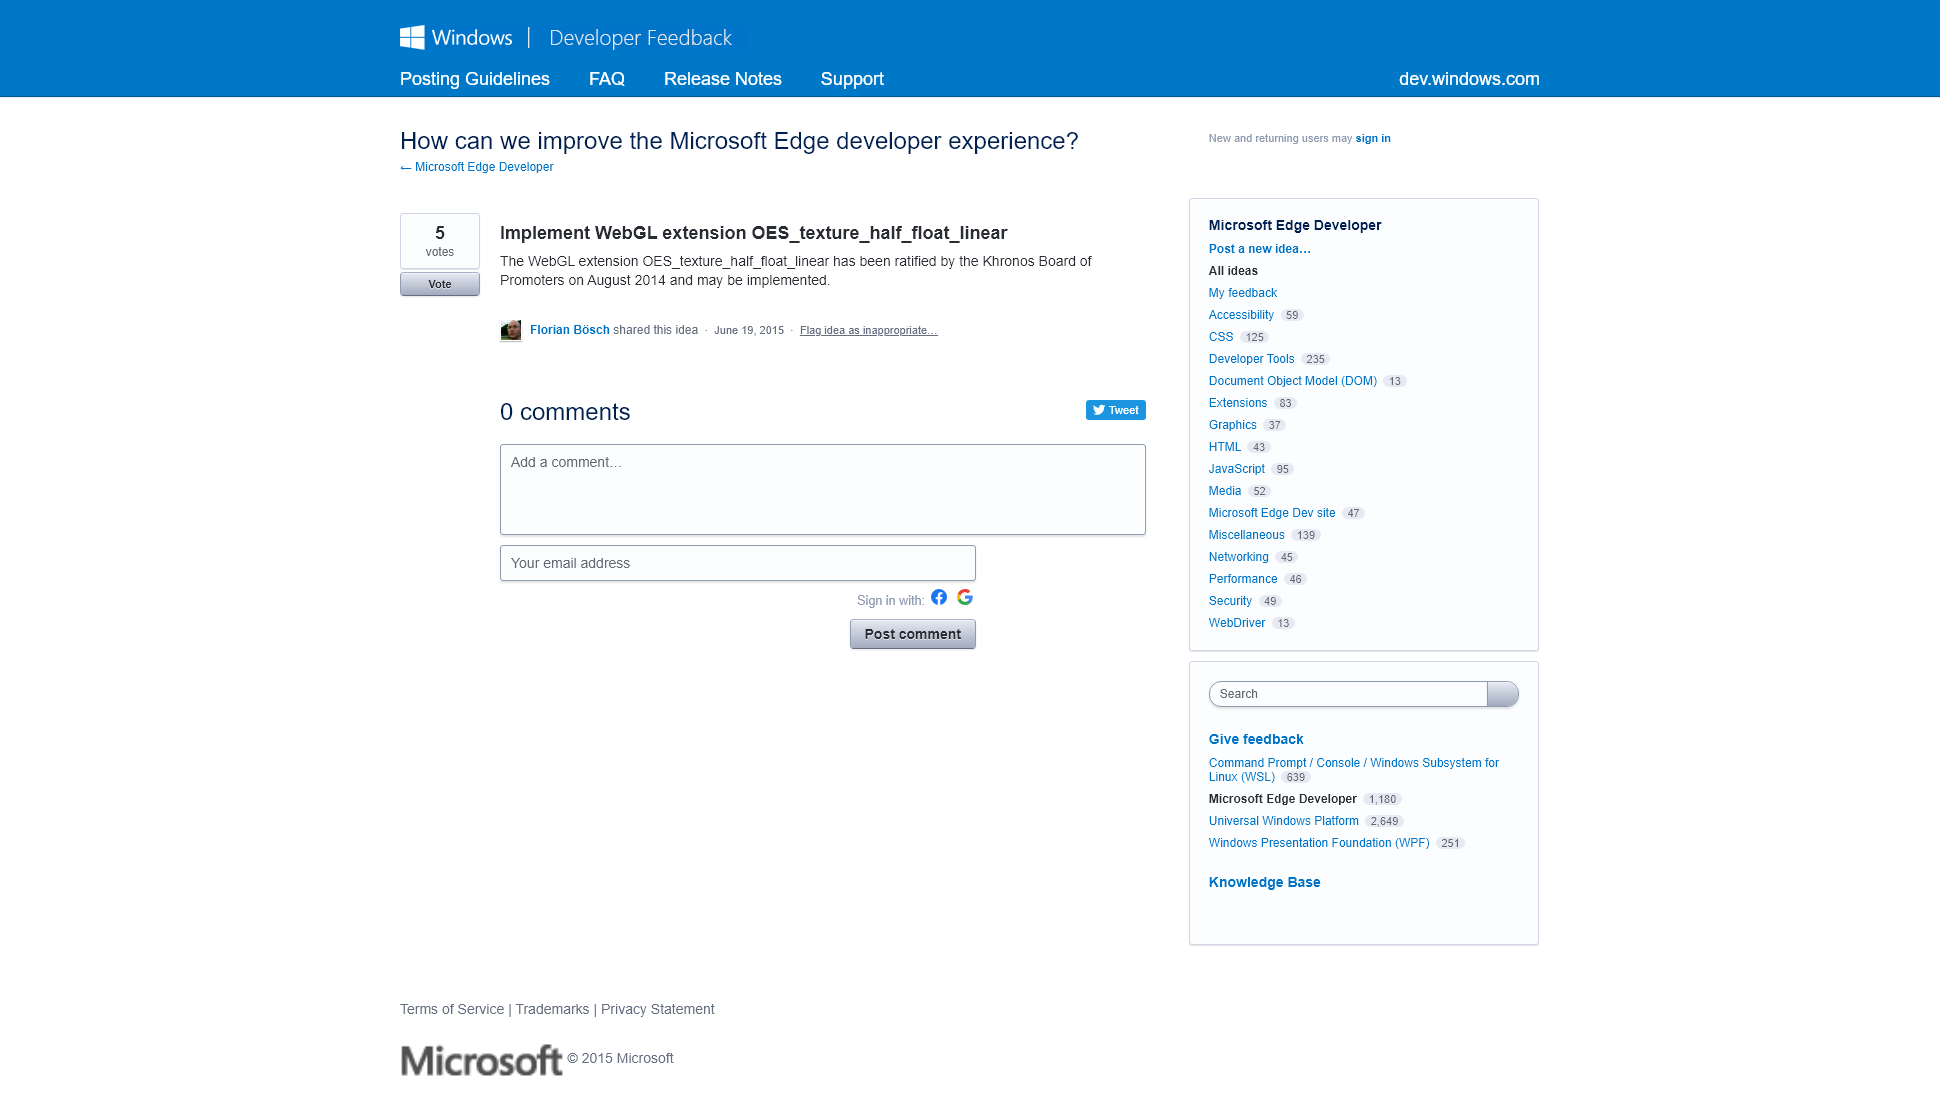 Windows | Developer Feedback
Posting Guidelines FAQ Release Notes Support dev.windows.com
How can we improve the Microsoft Edge developer experience?
← Microsoft Edge Developer
New and returning users may sign in
5
votes
Vote
Implement WebGL extension OES_texture_half_float_linear
The WebGL extension OES_texture_half_float_linear has been ratified by the Khronos Board of
Promoters on August 2014 and may be implemented.
Florian Bösch shared this idea · June 19, 2015 · Flag idea as inappropriate…
0 comments
Tweet
Add a comment…
Your email address
Sign in with:
Post comment
Microsoft Edge Developer
Post a new idea…
All ideas
My feedback
Accessibility 59
CSS 125
Developer Tools 235
Document Object Model (DOM) 13
Extensions 83
Graphics 37
HTML 43
JavaScript 95
Media 52
Microsoft Edge Dev site 47
Miscellaneous 139
Networking 45
Performance 46
Security 49
WebDriver 13
Search
Give feedback
Command Prompt / Console / Windows Subsystem for
Linux (WSL) 639
Microsoft Edge Developer 1,180
Universal Windows Platform 2,649
Windows Presentation Foundation (WPF) 251
Knowledge Base
Terms of Service | Trademarks | Privacy Statement
Microsoft © 2015 Microsoft